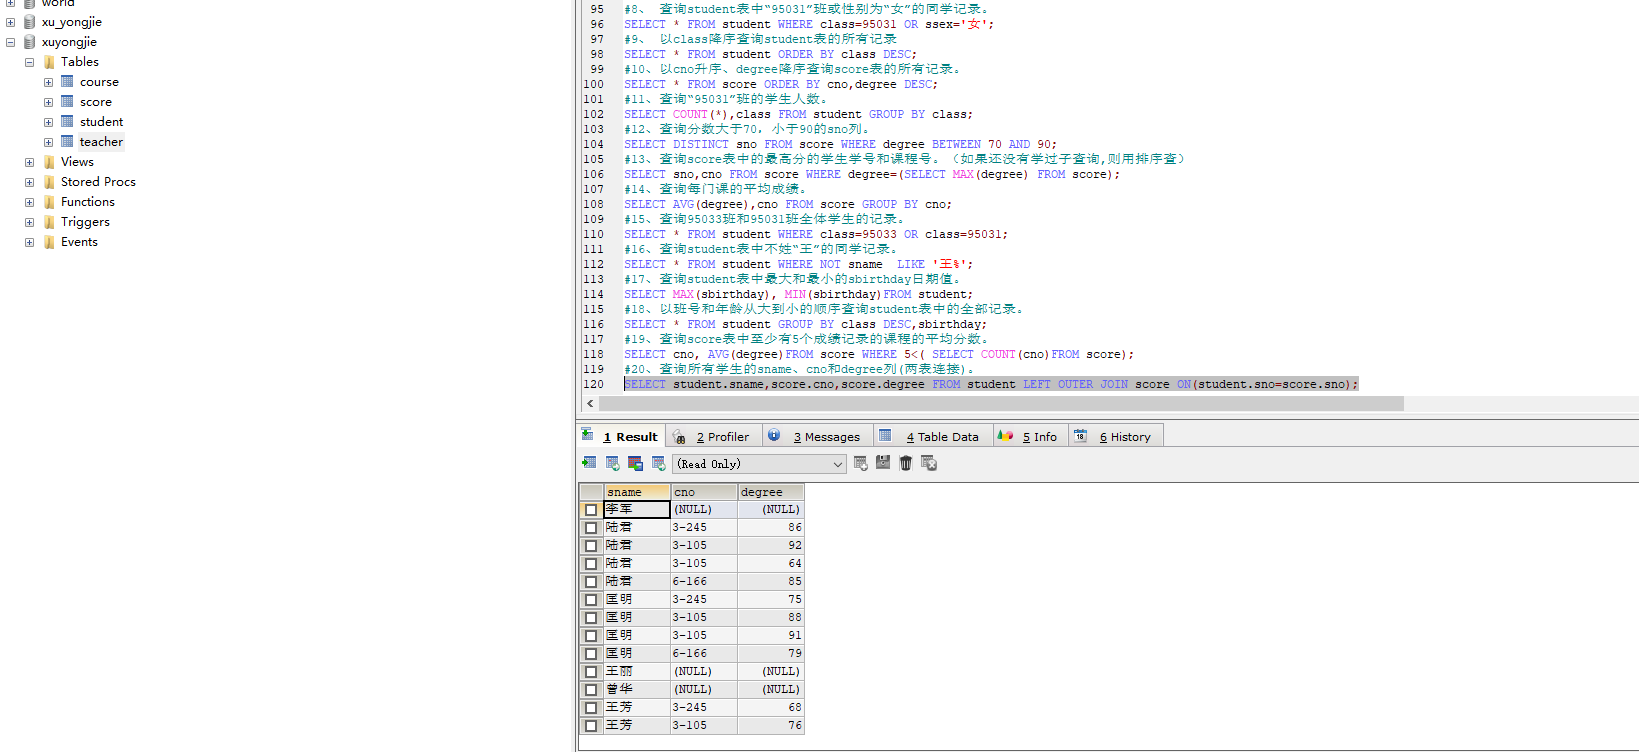 world
xu_yongjie
xuyongjie
Tables
course
score
student
teacher
Views
Stored Procs
Functions
Triggers
Events
95 #8、 查询student表中“95031”班或性别为“女”的同学记录。
96 SELECT * FROM student WHERE class=95031 OR ssex='女';
97 #9、 以class降序查询student表的所有记录
98 SELECT * FROM student ORDER BY class DESC;
99 #10、以cno升序、degree降序查询score表的所有记录。
100 SELECT * FROM score ORDER BY cno,degree DESC;
101 #11、查询“95031”班的学生人数。
102 SELECT COUNT(*),class FROM student GROUP BY class;
103 #12、查询分数大于70，小于90的sno列。
104 SELECT DISTINCT sno FROM score WHERE degree BETWEEN 70 AND 90;
105 #13、查询score表中的最高分的学生学号和课程号。（如果还没有学过子查询,则用排序查）
106 SELECT sno,cno FROM score WHERE degree=(SELECT MAX(degree) FROM score);
107 #14、查询每门课的平均成绩。
108 SELECT AVG(degree),cno FROM score GROUP BY cno;
109 #15、查询95033班和95031班全体学生的记录。
110 SELECT * FROM student WHERE class=95033 OR class=95031;
111 #16、查询student表中不姓“王”的同学记录。
112 SELECT * FROM student WHERE NOT sname  LIKE '王%';
113 #17、查询student表中最大和最小的sbirthday日期值。
114 SELECT MAX(sbirthday), MIN(sbirthday)FROM student;
115 #18、以班号和年龄从大到小的顺序查询student表中的全部记录。
116 SELECT * FROM student GROUP BY class DESC,sbirthday;
117 #19、查询score表中至少有5个成绩记录的课程的平均分数。
118 SELECT cno, AVG(degree)FROM score WHERE 5<( SELECT COUNT(cno)FROM score);
119 #20、查询所有学生的sname、cno和degree列(两表连接)。
120 SELECT student.sname,score.cno,score.degree FROM student LEFT OUTER JOIN score ON(student.sno=score.sno);
1 Result 2 Profiler 3 Messages 4 Table Data 5 Info 18 6 History
(Read Only)
sname cno degree
李军 (NULL) (NULL)
陆君 3-245 86
陆君 3-105 92
陆君 3-105 64
陆君 6-166 85
匡明 3-245 75
匡明 3-105 88
匡明 3-105 91
匡明 6-166 79
王丽 (NULL) (NULL)
曾华 (NULL) (NULL)
王芳 3-245 68
王芳 3-105 76